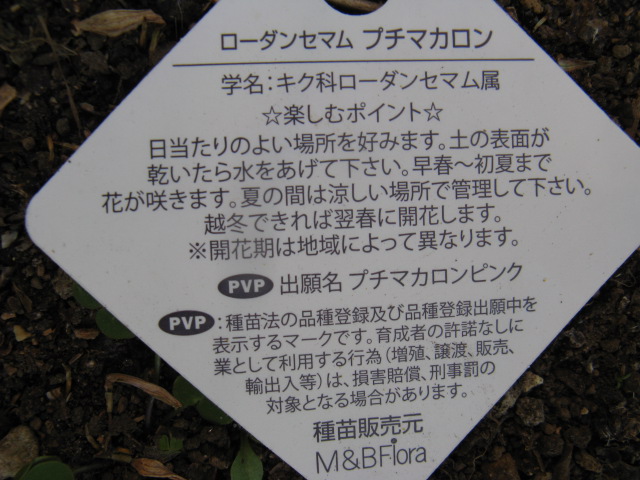 ローダンセマム プチマカロン
学名：キク科ローダンセマム属
☆楽しむポイント☆
日当たりのよい場所を好みます。土の表面が
乾いたら水をあげて下さい。早春～初夏まで
花が咲きます。夏の間は涼しい場所で管理して下さい。
越冬できれば翌春に開花します。
※開花期は地域によって異なります。
PVP 出願名 プチマカロンピンク
PVP：種苗法の品種登録及び品種登録出願中を
表示するマークです。育成者の許諾なしに
業として利用する行為（増殖、譲渡、販売、
輸出入等）は、損害賠償、刑事罰の
対象となる場合があります。
種苗販売元
M&BFlora